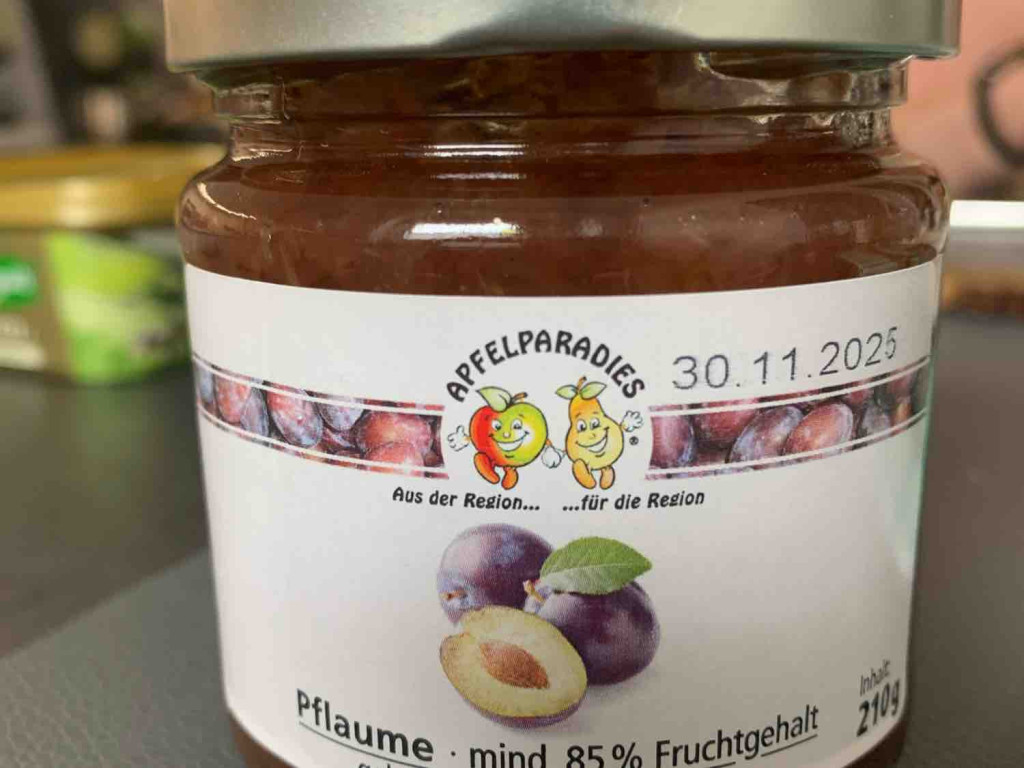 APFELPARADIES
30.11.2025
®
Aus der Region... ...für die Region
Inhalt:
210g
Pflaume · mind. 85% Fruchtgehalt